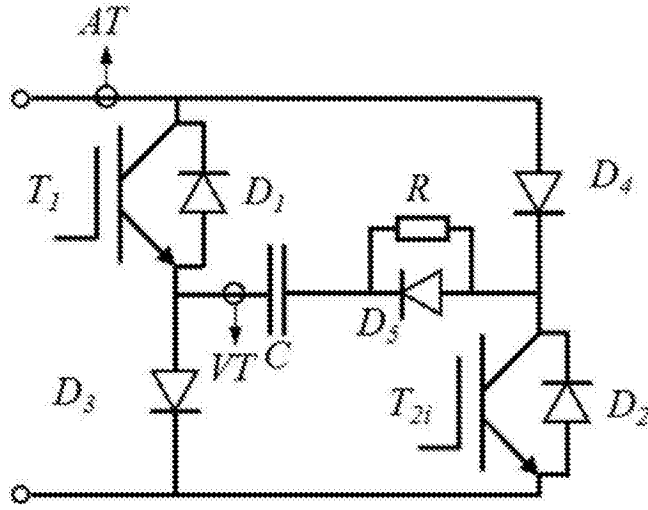 AT
T₁
D₁
R
D₄
D₅
VT
C
D₃
T₂ᵢ
D₂